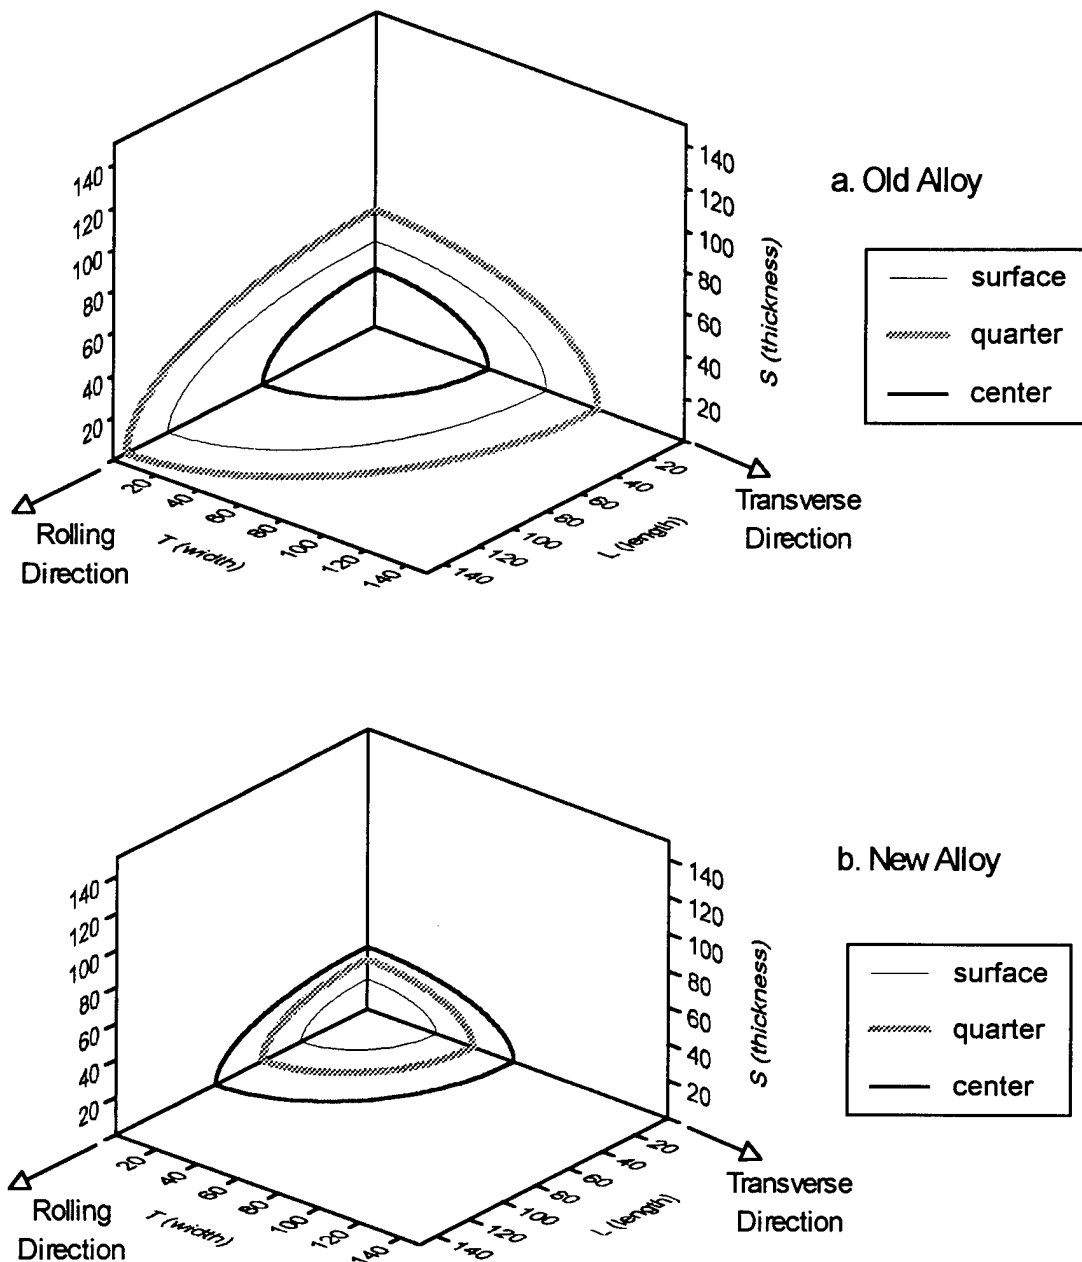 a. Old Alloy
surface
quarter
center
140
120
100
80
60
40
20
140
120
100
80
60
40
20
S (thickness)
20
40
60
80
100
120
140
T (width)
20
40
60
80
100
120
140
L (length)
Rolling
Direction
Transverse
Direction
b. New Alloy
surface
quarter
center
140
120
100
80
60
40
20
140
120
100
80
60
40
20
S (thickness)
20
40
60
80
100
120
140
T (width)
20
40
60
80
100
120
140
L (length)
Rolling
Direction
Transverse
Direction